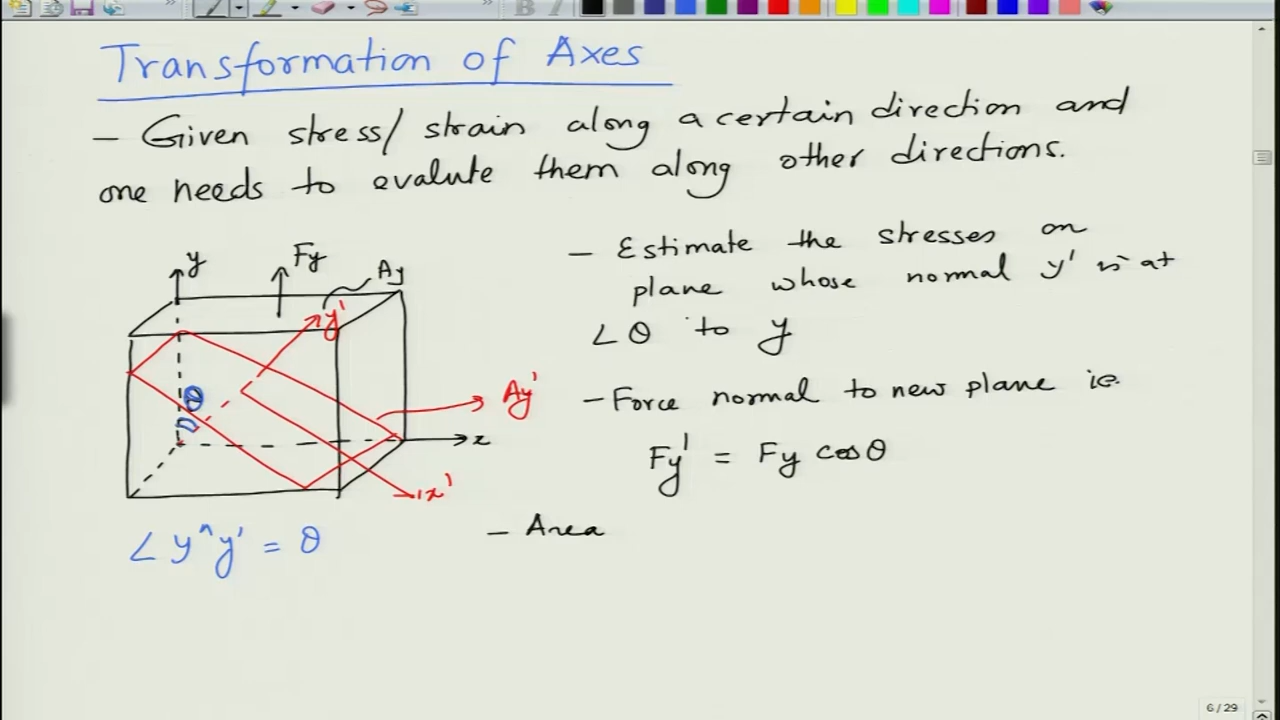 Transformation of Axes
- Given stress/ strain along a certain direction and
one needs to evalute them along other directions.
y
Fy
Ay
y'
θ
Ay'
x
x'
∠ y^y' = θ
- Estimate the stresses on
plane whose normal y' is at
∠θ to y
- Force normal to new plane ie.
Fy' = Fy cosθ
- Area
6 / 29